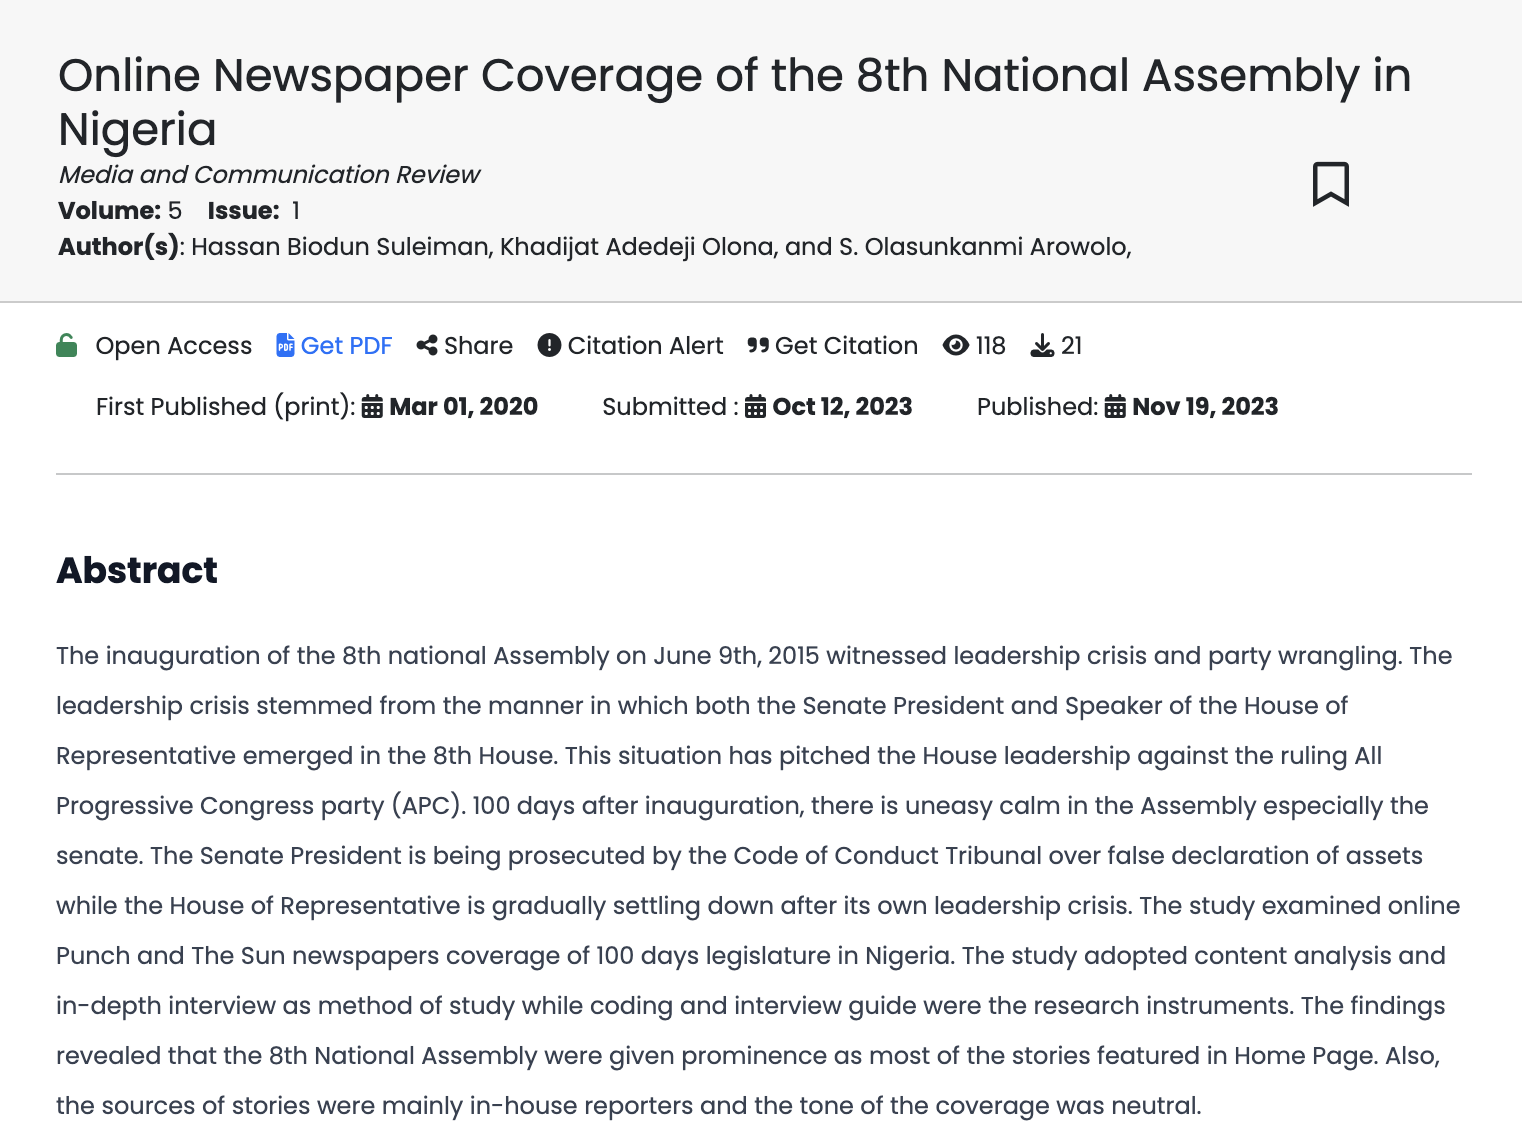 Online Newspaper Coverage of the 8th National Assembly in
Nigeria
Media and Communication Review
Volume: 5 Issue: 1
Author(s): Hassan Biodun Suleiman, Khadijat Adedeji Olona, and S. Olasunkanmi Arowolo,
Open Access PDF Get PDF Share Citation Alert Get Citation 118 21
First Published (print): Mar 01, 2020 Submitted : Oct 12, 2023 Published: Nov 19, 2023
Abstract
The inauguration of the 8th national Assembly on June 9th, 2015 witnessed leadership crisis and party wrangling. The
leadership crisis stemmed from the manner in which both the Senate President and Speaker of the House of
Representative emerged in the 8th House. This situation has pitched the House leadership against the ruling All
Progressive Congress party (APC). 100 days after inauguration, there is uneasy calm in the Assembly especially the
senate. The Senate President is being prosecuted by the Code of Conduct Tribunal over false declaration of assets
while the House of Representative is gradually settling down after its own leadership crisis. The study examined online
Punch and The Sun newspapers coverage of 100 days legislature in Nigeria. The study adopted content analysis and
in-depth interview as method of study while coding and interview guide were the research instruments. The findings
revealed that the 8th National Assembly were given prominence as most of the stories featured in Home Page. Also,
the sources of stories were mainly in-house reporters and the tone of the coverage was neutral.